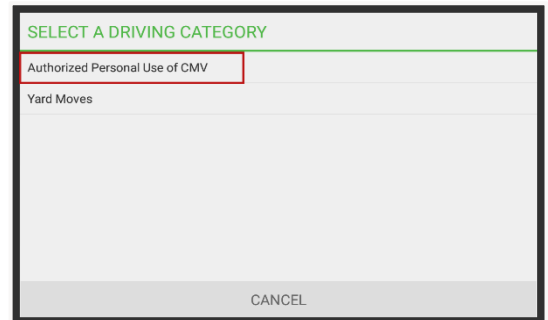 SELECT A DRIVING CATEGORY
Authorized Personal Use of CMV
Yard Moves
CANCEL